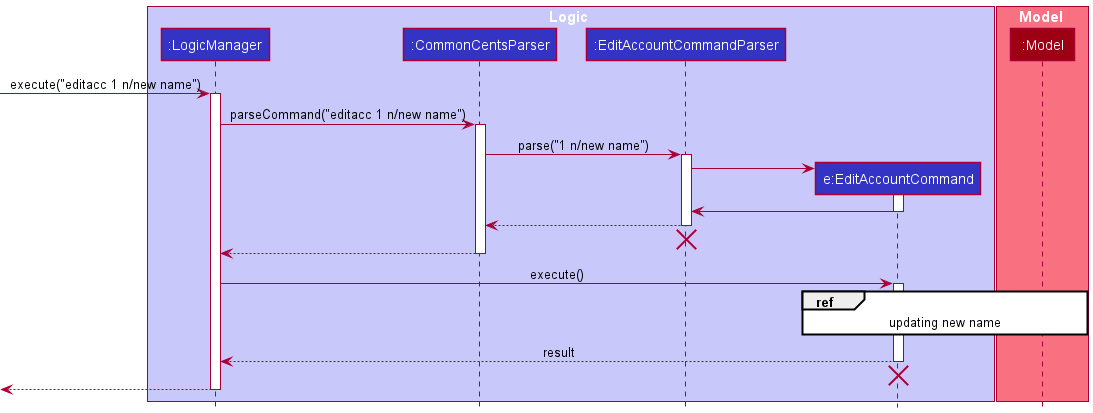 Logic
Model
:LogicManager
:CommonCentsParser
:EditAccountCommandParser
:Model
execute("editacc 1 n/new name")
parseCommand("editacc 1 n/new name")
parse("1 n/new name")
e:EditAccountCommand
execute()
ref
updating new name
result